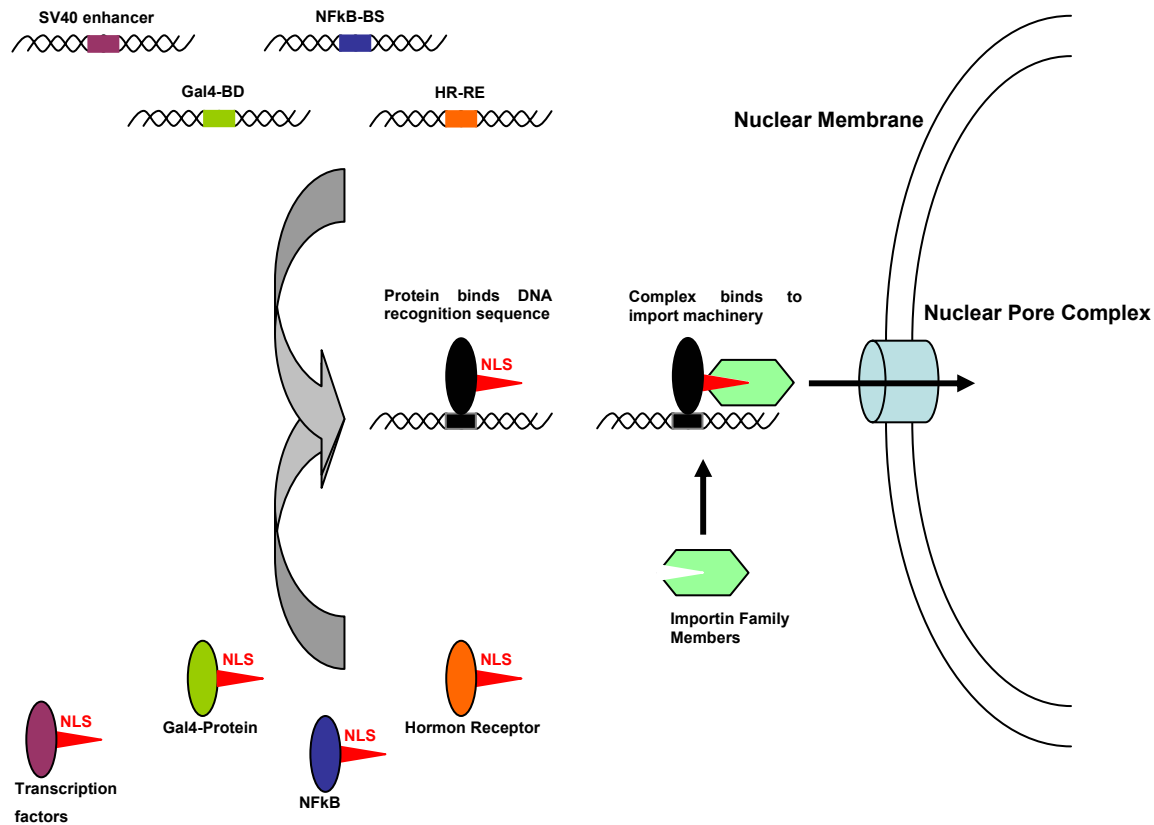 SV40 enhancer
NFkB-BS
Gal4-BD
HR-RE
Nuclear Membrane
Nuclear Pore Complex
Protein binds DNA
recognition sequence
NLS
Complex binds to
import machinery
Importin Family
Members
NLS
Gal4-Protein
NLS
Hormon Receptor
NLS
Transcription
factors
NLS
NFkB